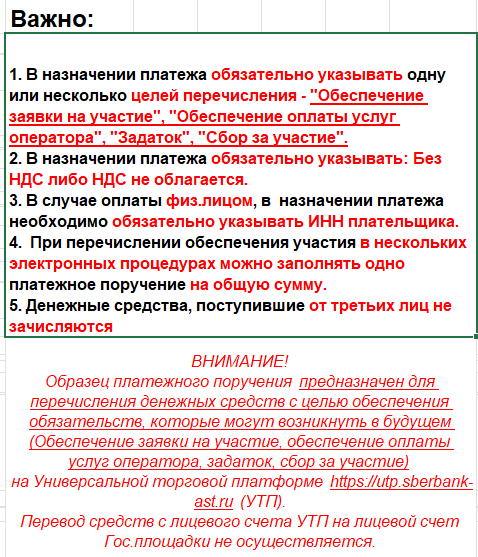 Важно:
1. В назначении платежа обязательно указывать одну
или несколько целей перечисления - "Обеспечение
заявки на участие", "Обеспечение оплаты услуг
оператора", "Задаток", "Сбор за участие".
2. В назначении платежа обязательно указывать: Без
НДС либо НДС не облагается.
3. В случае оплаты физ.лицом, в назначении платежа
необходимо обязательно указывать ИНН плательщика.
4. При перечислении обеспечения участия в нескольких
электронных процедурах можно заполнять одно
платежное поручение на общую сумму.
5. Денежные средства, поступившие от третьих лиц не
зачисляются
ВНИМАНИЕ!
Образец платежного поручения предназначен для
перечисления денежных средств с целью обеспечения
обязательств, которые могут возникнуть в будущем
(Обеспечение заявки на участие, обеспечение оплаты
услуг оператора, задаток, сбор за участие)
на Универсальной торговой платформе https://utp.sberbank-
ast.ru (УТП).
Перевод средств с лицевого счета УТП на лицевой счет
Гос.площадки не осуществляется.